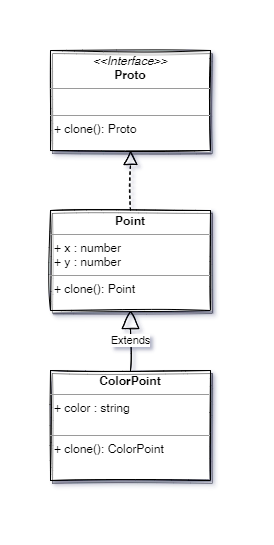 <<Interface>>
Proto
+ clone(): Proto
Point
+ x : number
+ y : number
+ clone(): Point
Extends
ColorPoint
+ color : string
+ clone(): ColorPoint